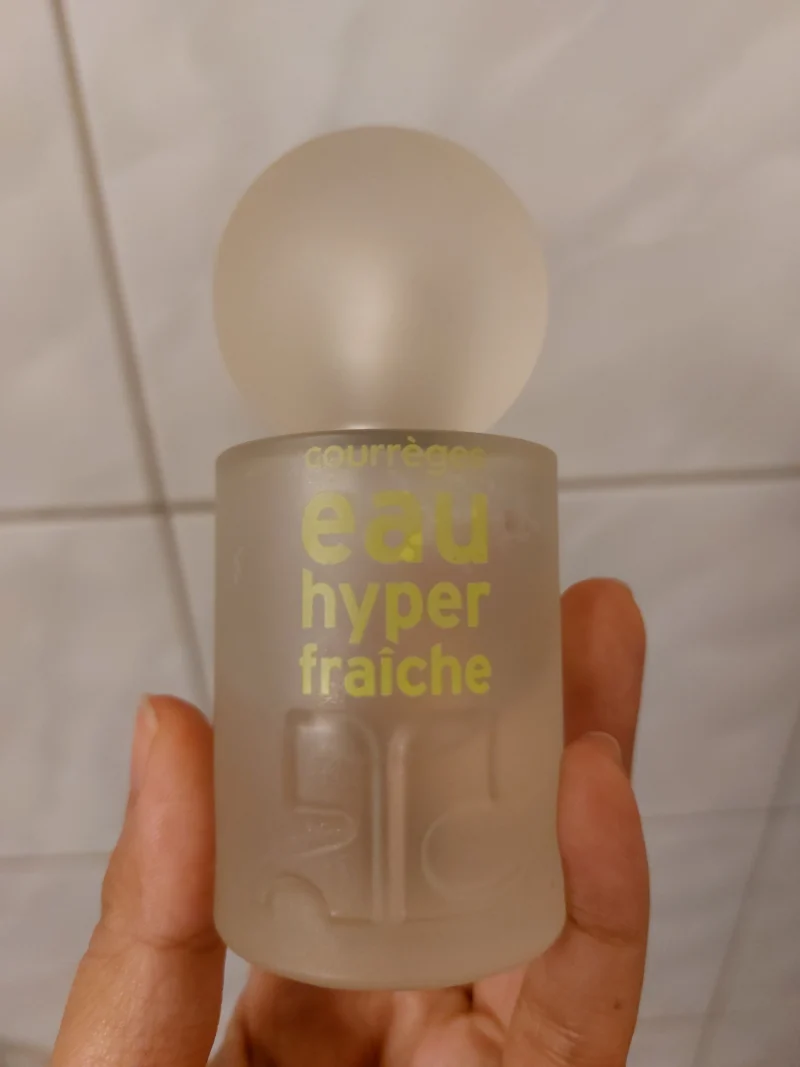 courrèges
eau
hyper
fraîche